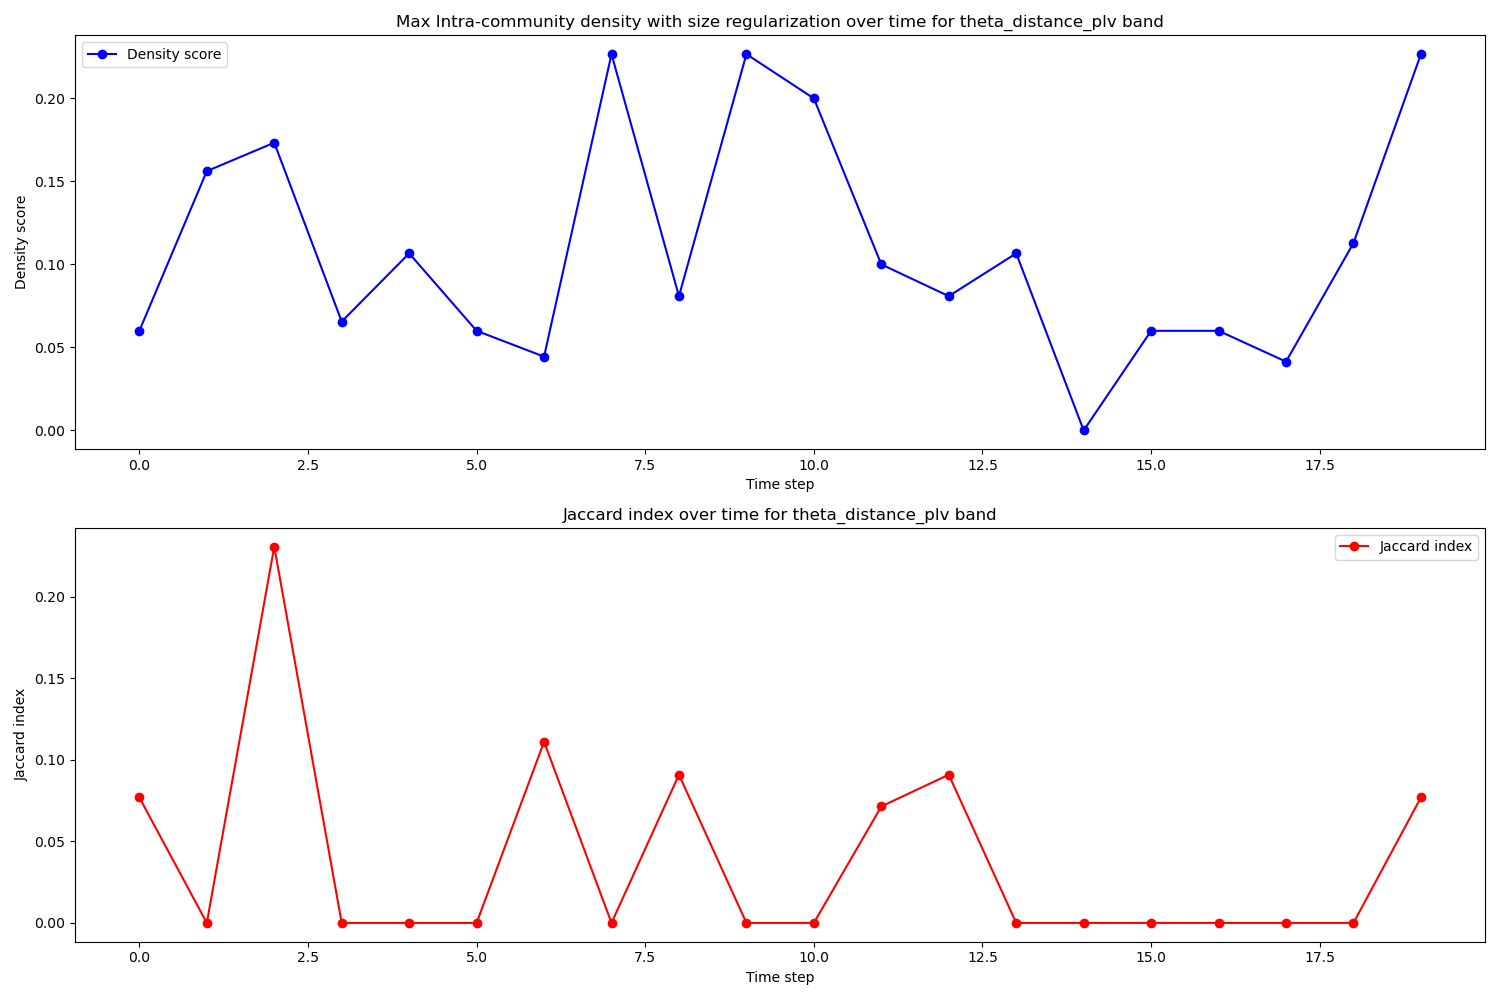 Max Intra-community density with size regularization over time for theta_distance_plv band
Density score
Density score
0.20
0.15
0.10
0.05
0.00
0.0 2.5 5.0 7.5 10.0 12.5 15.0 17.5
Time step
Jaccard index over time for theta_distance_plv band
Jaccard index
Jaccard index
0.20
0.15
0.10
0.05
0.00
0.0 2.5 5.0 7.5 10.0 12.5 15.0 17.5
Time step